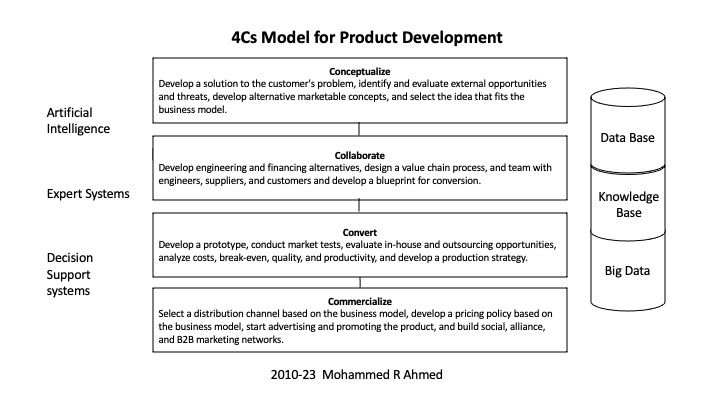 4Cs Model for Product Development
Conceptualize
Develop a solution to the customer's problem, identify and evaluate external opportunities
and threats, develop alternative marketable concepts, and select the idea that fits the
business model.
Artificial
Intelligence
Collaborate
Develop engineering and financing alternatives, design a value chain process, and team with
engineers, suppliers, and customers and develop a blueprint for conversion.
Expert Systems
Convert
Develop a prototype, conduct market tests, evaluate in-house and outsourcing opportunities,
analyze costs, break-even, quality, and productivity, and develop a production strategy.
Decision
Support
systems
Commercialize
Select a distribution channel based on the business model, develop a pricing policy based on
the business model, start advertising and promoting the product, and build social, alliance,
and B2B marketing networks.
Data Base
Knowledge
Base
Big Data
2010-23 Mohammed R Ahmed